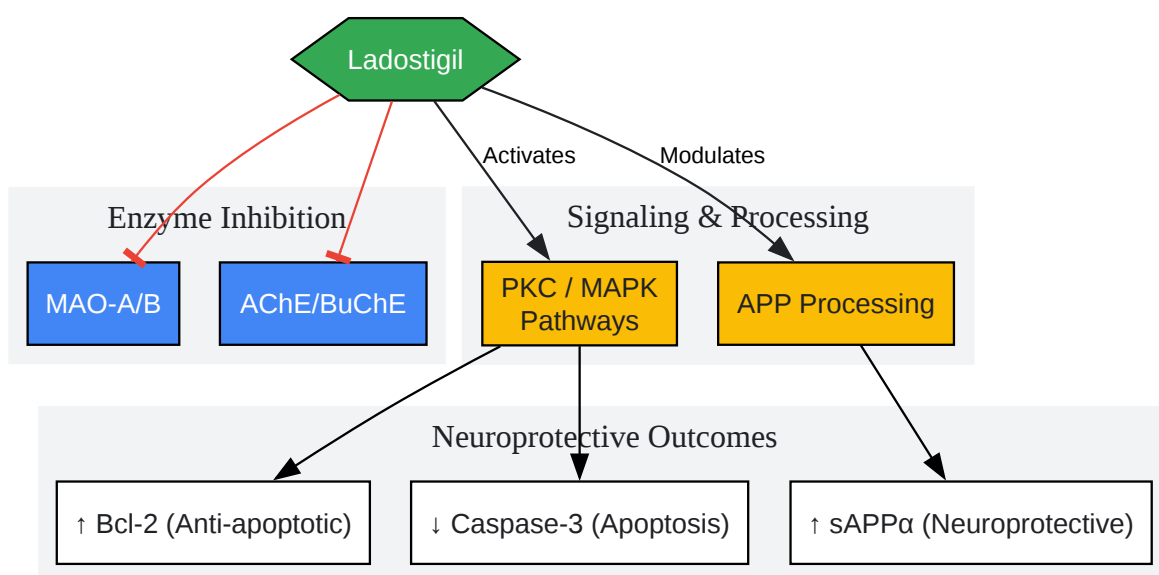 Ladostigil
Activates
Modulates
Enzyme Inhibition
Signaling & Processing
MAO-A/B
AChE/BuChE
PKC / MAPK
Pathways
APP Processing
Neuroprotective Outcomes
↑ Bcl-2 (Anti-apoptotic)
↓ Caspase-3 (Apoptosis)
↑ sAPPα (Neuroprotective)